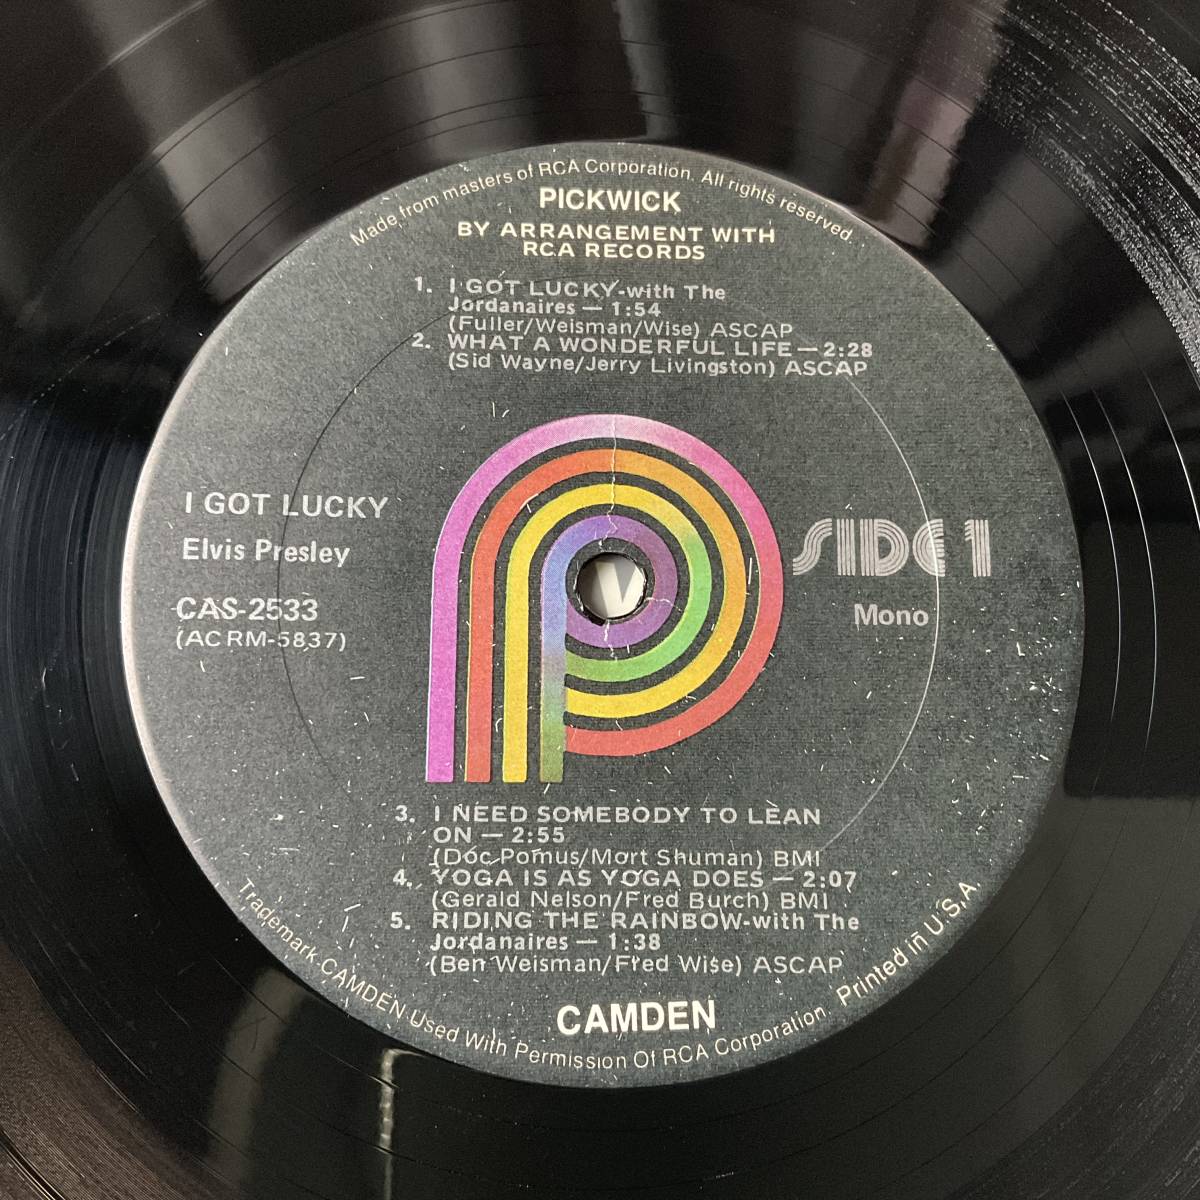 Made from masters of RCA Corporation. All rights reserved.
PICKWICK
BY ARRANGEMENT WITH
RCA RECORDS
1. I GOT LUCKY-with The
Jordanaires — 1:54
(Fuller/Weisman/Wise) ASCAP
2. WHAT A WONDERFUL LIFE — 2:28
(Sid Wayne/Jerry Livingston) ASCAP
I GOT LUCKY
Elvis Presley
CAS-2533
(ACRM-5837)
SIDE 1
Mono
3. I NEED SOMEBODY TO LEAN
ON — 2:55
(Doc Pomus/Mort Shuman) BMI
4. YOGA IS AS YOGA DOES — 2:07
(Gerald Nelson/Fred Burch) BMI
5. RIDING THE RAINBOW-with The
Jordanaires — 1:38
(Ben Weisman/Fred Wise) ASCAP
CAMDEN
Trademark CAMDEN Used With Permission Of RCA Corporation. Printed in U.S.A.